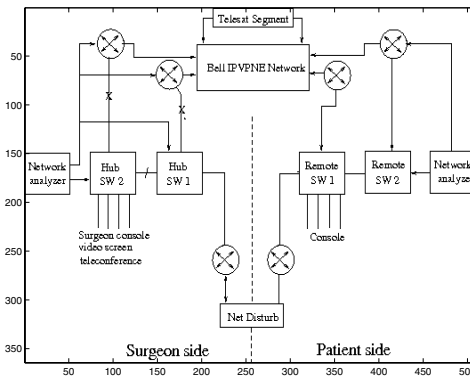 Telesat Segment
Bell IPVPNE Network
Network
analyzer
Hub
SW 2
Hub
SW 1
Remote
SW 1
Remote
SW 2
Network
analyzer
Surgeon console
video screen
teleconference
Console
Net Disturb
Surgeon side
Patient side
50
100
150
200
250
300
350
50
100
150
200
250
300
350
400
450
500